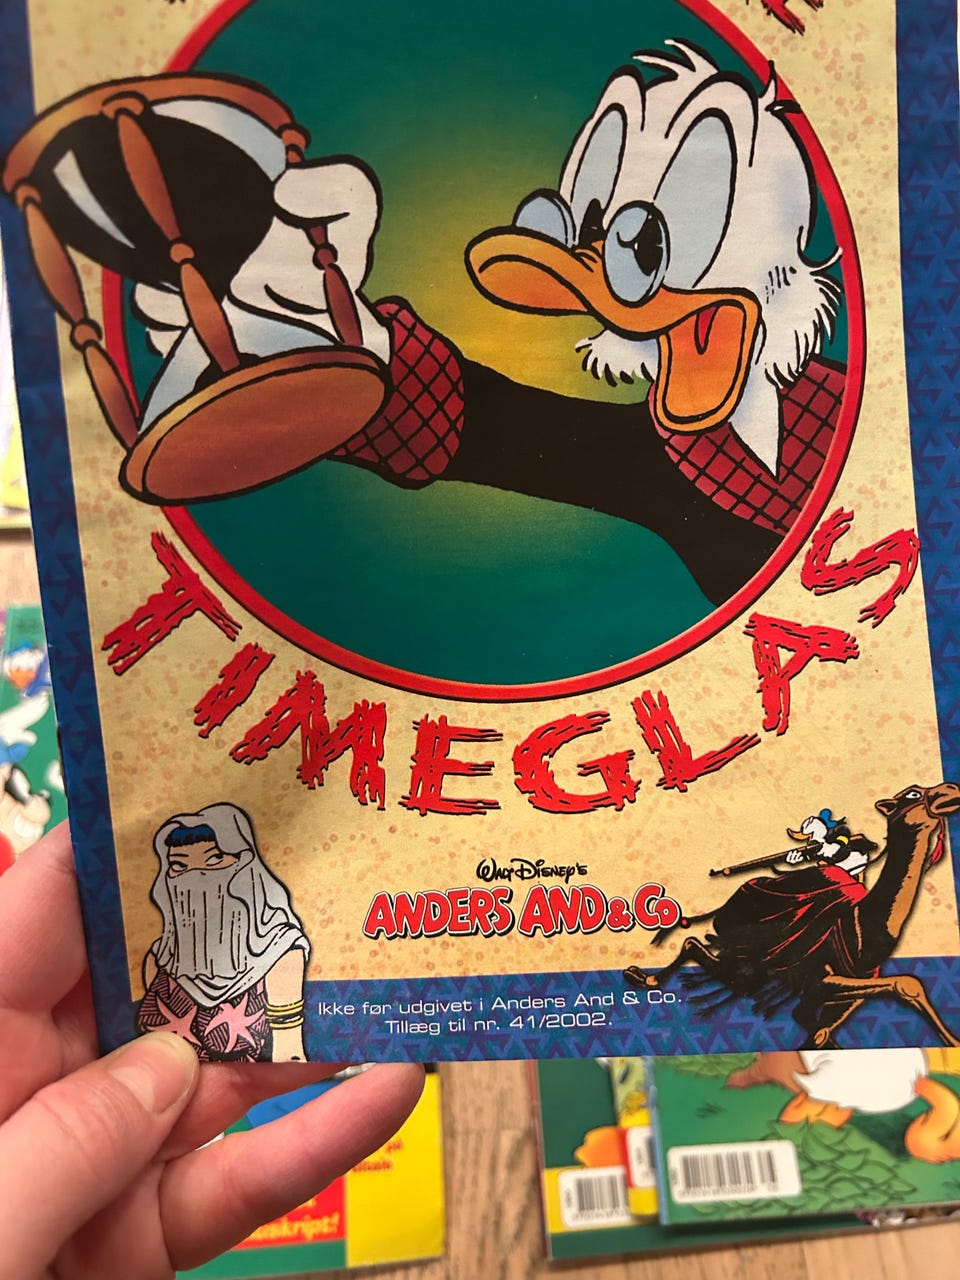 TIMEGLAS
WALT DISNEY'S
ANDERS AND & Co.
Ikke før udgivet i Anders And & Co.
Tillæg til nr. 41/2002.